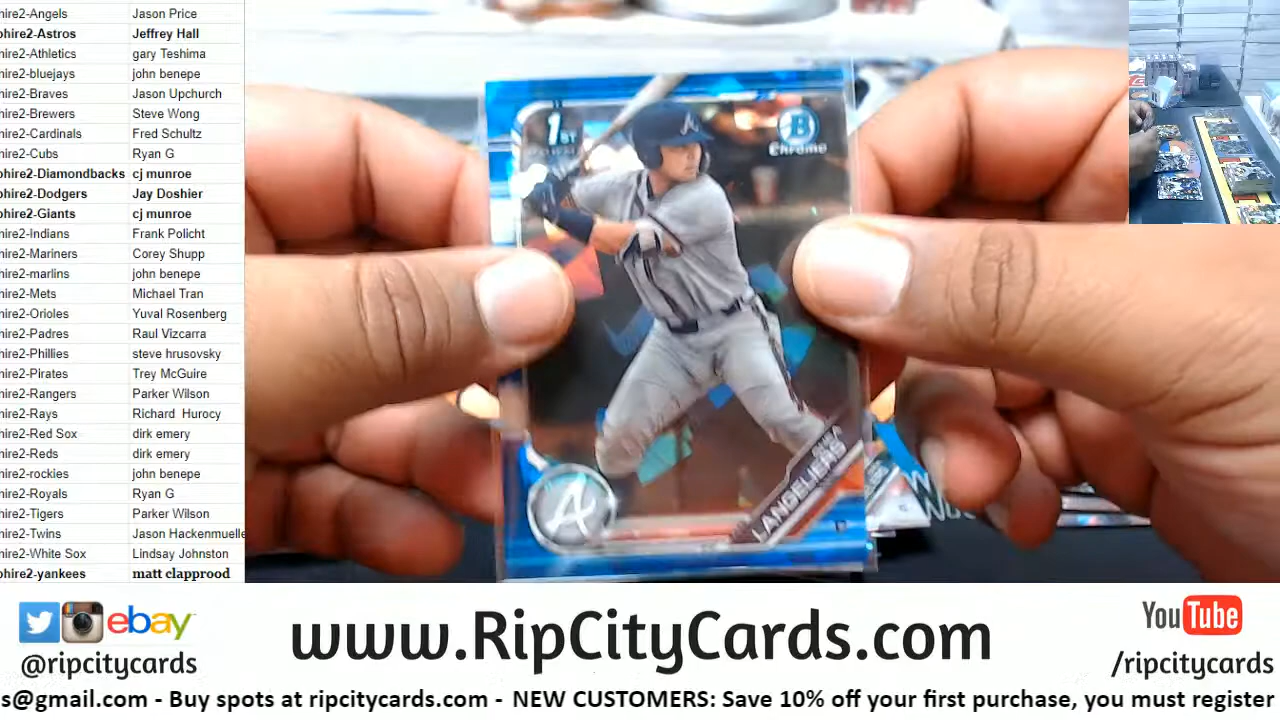 hire2-Angels Jason Price
phire2-Astros Jeffrey Hall
hire2-Athletics gary Teshima
hire2-bluejays john benepe
hire2-Braves Jason Upchurch
hire2-Brewers Steve Wong
hire2-Cardinals Fred Schultz
hire2-Cubs Ryan G
hire2-Diamondbacks cj munroe
phire2-Dodgers Jay Doshier
phire2-Giants cj munroe
hire2-Indians Frank Policht
hire2-Mariners Corey Shupp
hire2-marlins john benepe
hire2-Mets Michael Tran
hire2-Orioles Yuval Rosenberg
hire2-Padres Raul Vizcarra
hire2-Phillies steve hrusovsky
hire2-Pirates Trey McGuire
hire2-Rangers Parker Wilson
hire2-Rays Richard Hurocy
hire2-Red Sox dirk emery
hire2-Reds dirk emery
hire2-rockies john benepe
hire2-Royals Ryan G
hire2-Tigers Parker Wilson
hire2-Twins Jason Hackenmuelle
hire2-White Sox Lindsay Johnston
phire2-yankees matt clapprood
1ST
B
Chrome
A
A
LANGELIERS
ebay
@ripcitycards
www.RipCityCards.com
YouTube
/ripcitycards
s@gmail.com - Buy spots at ripcitycards.com - NEW CUSTOMERS: Save 10% off your first purchase, you must register